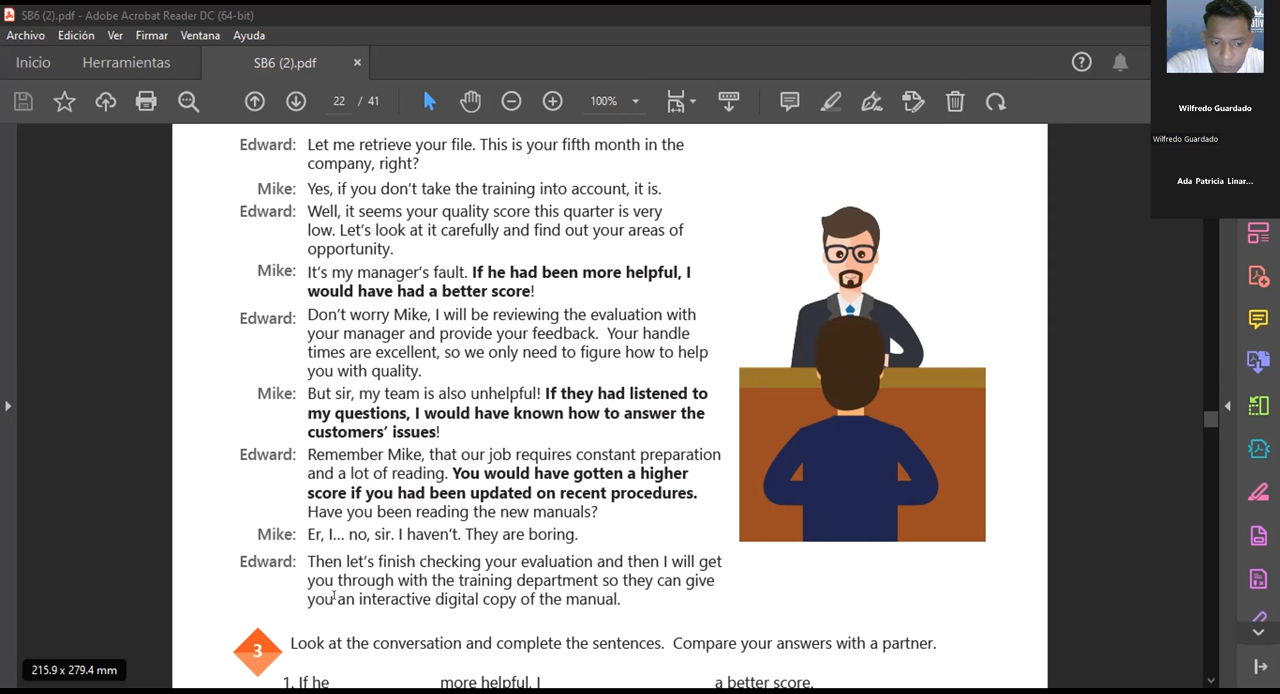 SB6 (2).pdf - Adobe Acrobat Reader DC (64-bit)
Archivo Edición Ver Firmar Ventana Ayuda
Inicio Herramientas SB6 (2).pdf ×
22 / 41 100%
Edward: Let me retrieve your file. This is your fifth month in the
company, right?
Mike: Yes, if you don't take the training into account, it is.
Edward: Well, it seems your quality score this quarter is very
low. Let's look at it carefully and find out your areas of
opportunity.
Mike: It's my manager's fault. If he had been more helpful, I
would have had a better score!
Edward: Don't worry Mike, I will be reviewing the evaluation with
your manager and provide your feedback. Your handle
times are excellent, so we only need to figure how to help
you with quality.
Mike: But sir, my team is also unhelpful! If they had listened to
my questions, I would have known how to answer the
customers' issues!
Edward: Remember Mike, that our job requires constant preparation
and a lot of reading. You would have gotten a higher
score if you had been updated on recent procedures.
Have you been reading the new manuals?
Mike: Er, I... no, sir. I haven't. They are boring.
Edward: Then let's finish checking your evaluation and then I will get
you through with the training department so they can give
you an interactive digital copy of the manual.
3 Look at the conversation and complete the sentences. Compare your answers with a partner.
1. If he more helpful, I a better score.
215.9 x 279.4 mm
Wilfredo Guardado
Wilfredo Guardado
Ada Patricia Linar...